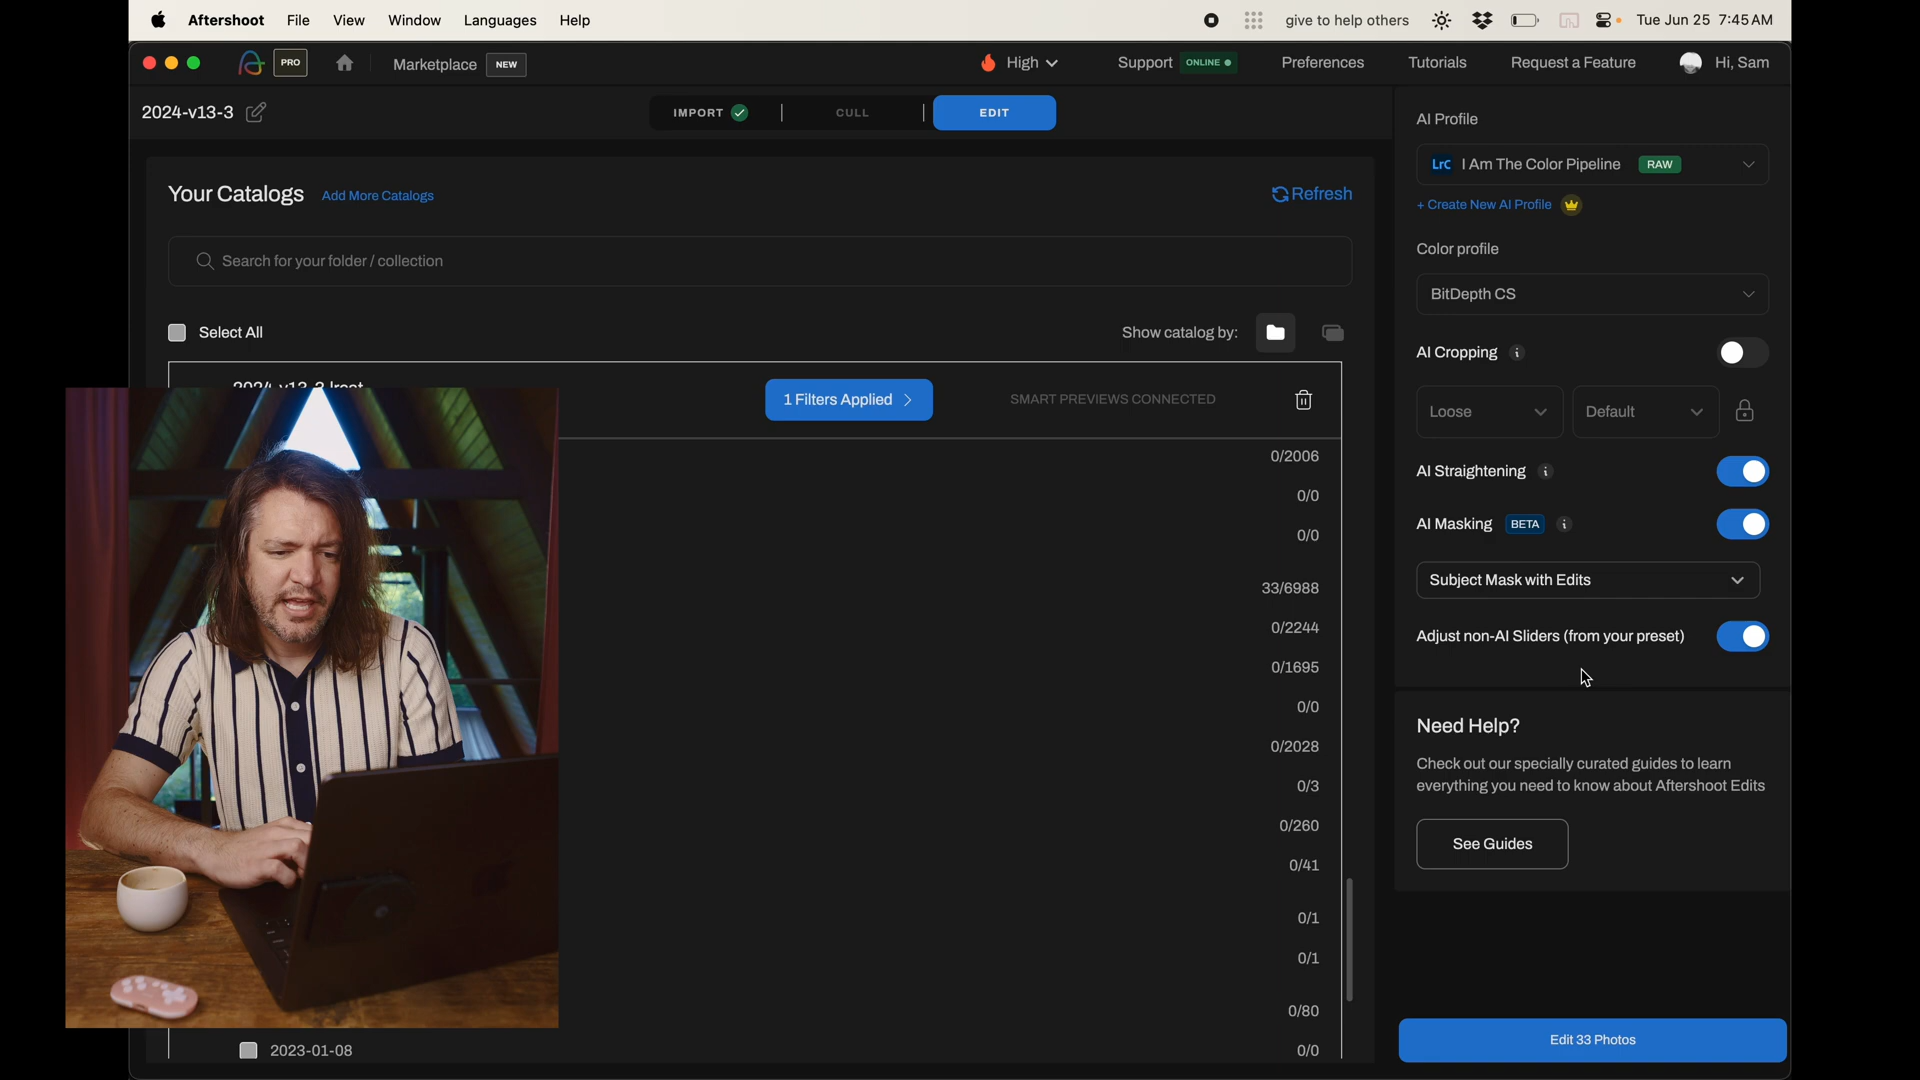 Aftershoot File View Window Languages Help give to help others Tue Jun 25 7:45 AM
PRO Marketplace NEW High Support ONLINE Preferences Tutorials Request a Feature Hi, Sam
2024-v13-3 IMPORT CULL EDIT
AI Profile
LrC I Am The Color Pipeline RAW
+ Create New AI Profile
Your Catalogs Add More Catalogs Refresh
Color profile
Search for your folder / collection
BitDepth CS
Select All Show catalog by:
AI Cropping
1 Filters Applied SMART PREVIEWS CONNECTED
Loose Default
0/2006
AI Straightening
0/0
AI Masking BETA
0/0
Subject Mask with Edits
33/6988
0/2244
Adjust non-AI Sliders (from your preset)
0/1695
0/0
Need Help?
0/2028
Check out our specially curated guides to learn
everything you need to know about Aftershoot Edits
0/3
0/260
See Guides
0/41
0/1
0/1
0/80
Edit 33 Photos
2023-01-08 0/0